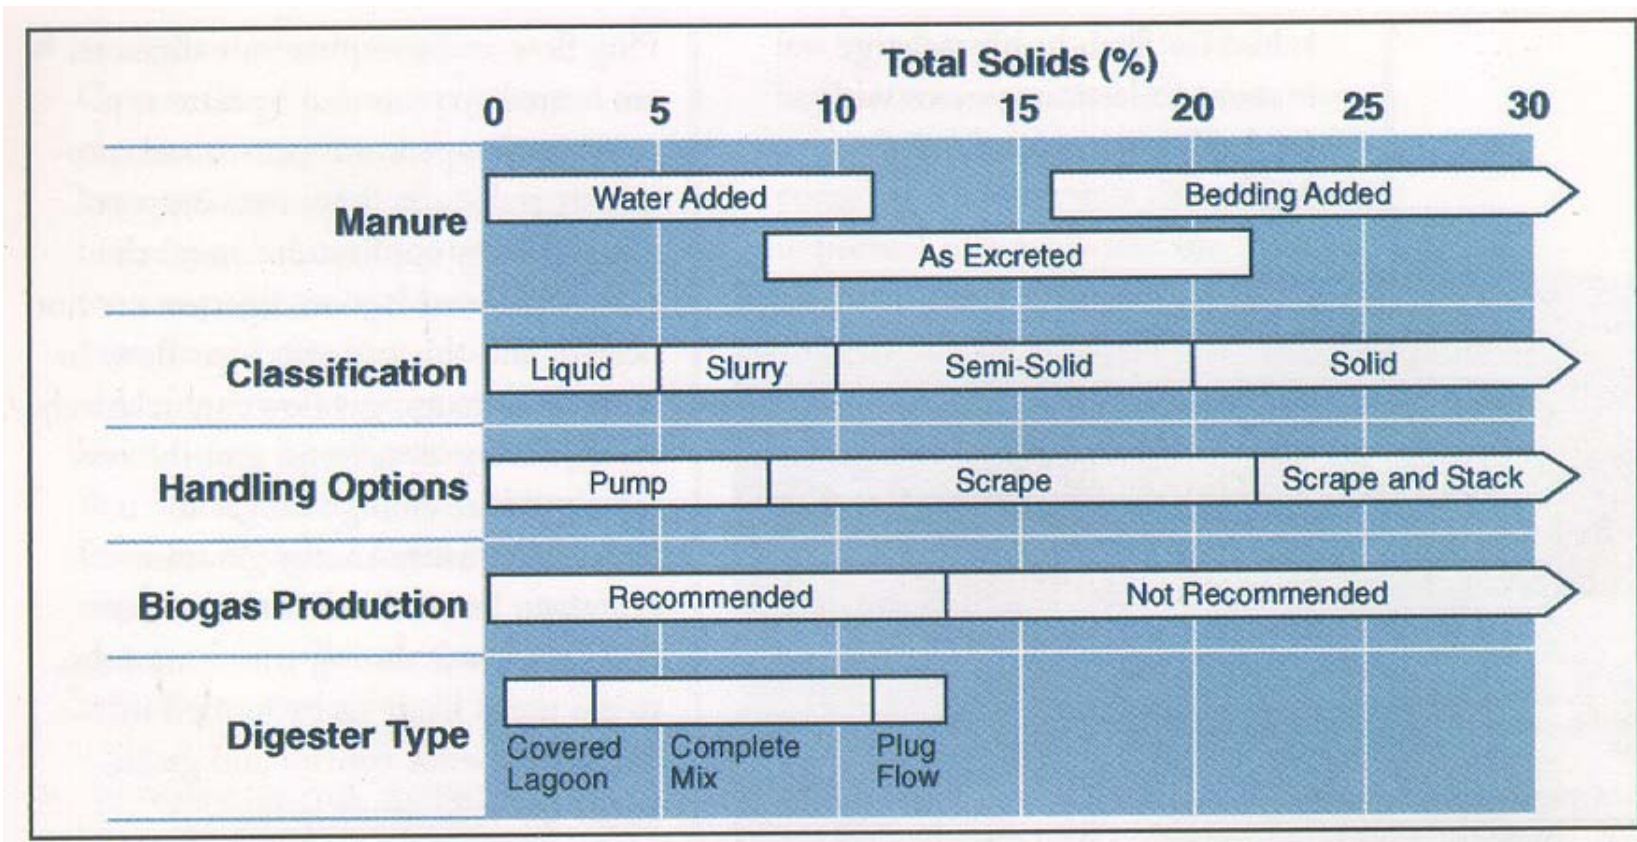 Total Solids (%)
0 5 10 15 20 25 30
Manure
Water Added
Bedding Added
As Excreted
Classification
Liquid
Slurry
Semi-Solid
Solid
Handling Options
Pump
Scrape
Scrape and Stack
Biogas Production
Recommended
Not Recommended
Digester Type
Covered
Lagoon
Complete
Mix
Plug
Flow